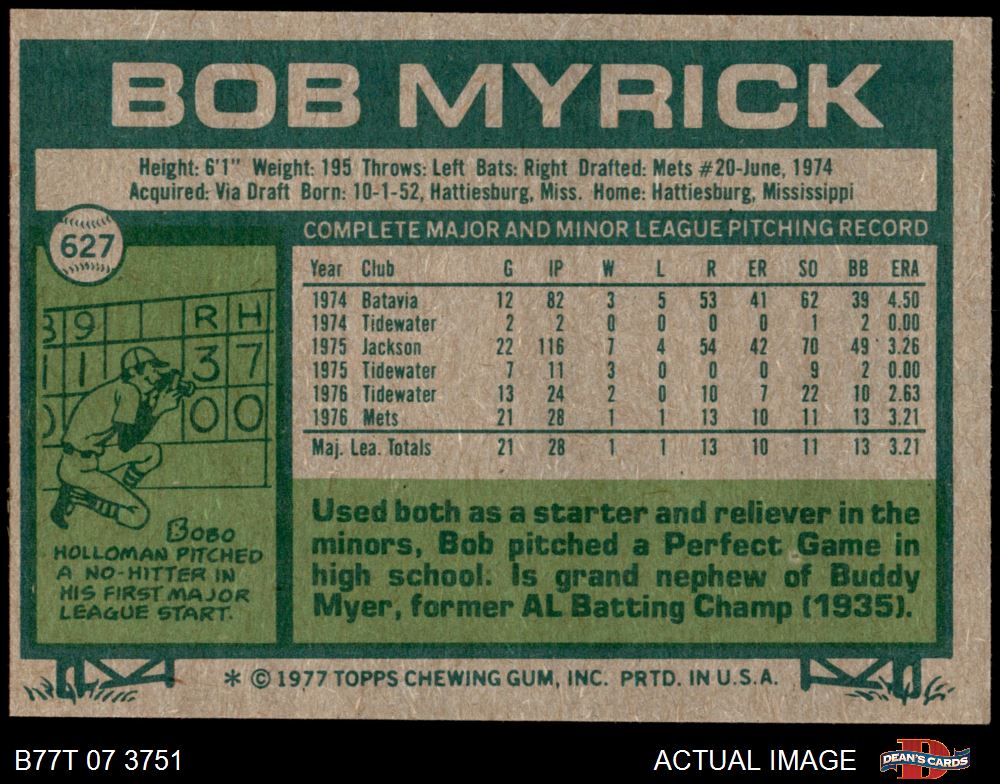 BOB MYRICK
Height: 6'1" Weight: 195 Throws: Left Bats: Right Drafted: Mets #20-June, 1974
Acquired: Via Draft Born: 10-1-52, Hattiesburg, Miss. Home: Hattiesburg, Mississippi
627
COMPLETE MAJOR AND MINOR LEAGUE PITCHING RECORD
Year Club G IP W L R ER SO BB ERA
1974 Batavia 12 82 3 5 53 41 62 39 4.50
1974 Tidewater 2 2 0 0 0 0 1 2 0.00
1975 Jackson 22 116 7 4 54 42 70 49 3.26
1975 Tidewater 7 11 3 0 0 0 9 2 0.00
1976 Tidewater 13 24 2 0 10 7 22 10 2.63
1976 Mets 21 28 1 1 13 10 11 13 3.21
Maj. Lea. Totals 21 28 1 1 13 10 11 13 3.21
9 R H
1 1 3 7
0 0 0
BOBO
HOLLOMAN PITCHED
A NO-HITTER IN
HIS FIRST MAJOR
LEAGUE START.
Used both as a starter and reliever in the
minors, Bob pitched a Perfect Game in
high school. Is grand nephew of Buddy
Myer, former AL Batting Champ (1935).
* © 1977 TOPPS CHEWING GUM, INC. PRTD. IN U.S.A.
B77T 07 3751
ACTUAL IMAGE
D
DEAN'S CARDS